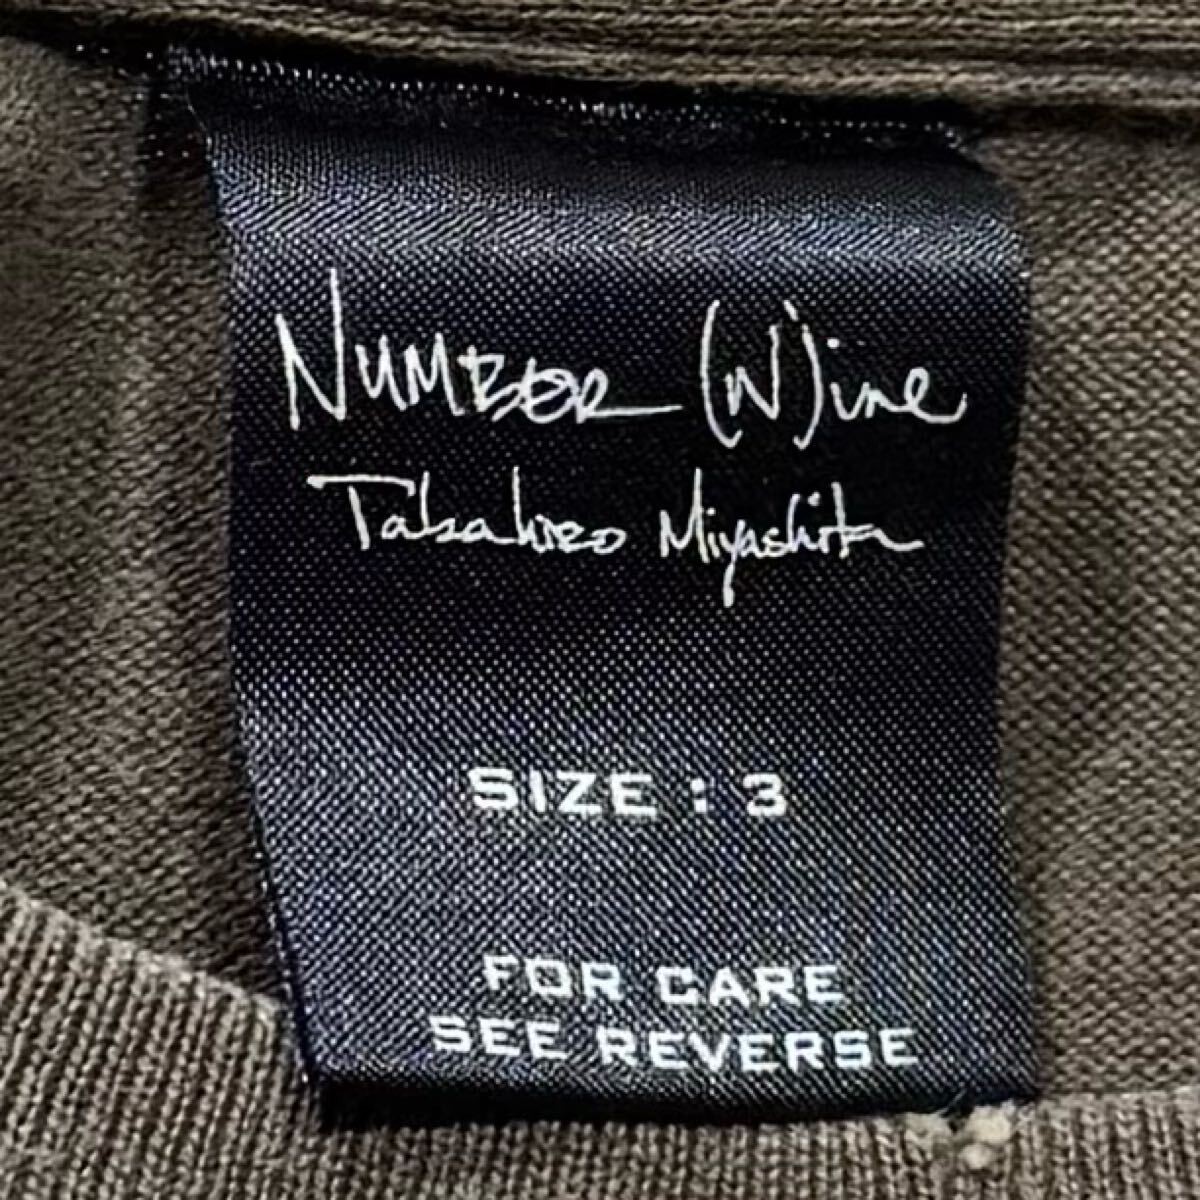 NUMBER (N)ine
Takahiro Miyashita
SIZE : 3
FOR CARE
SEE REVERSE